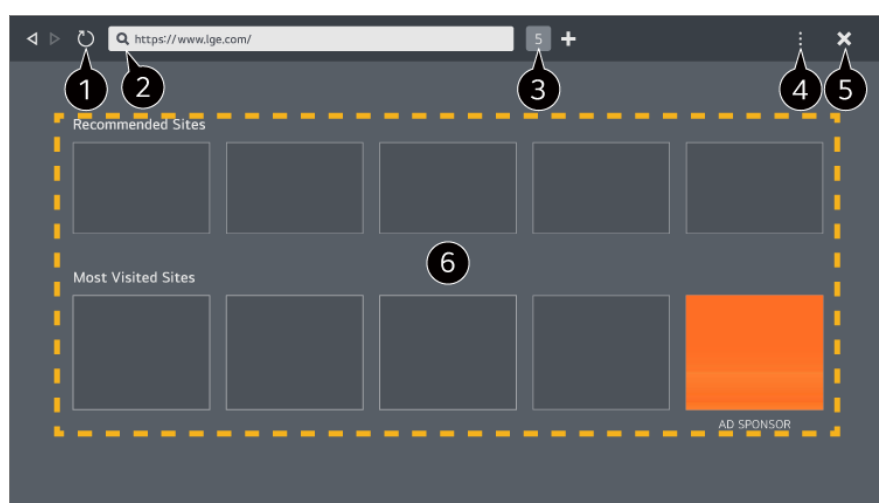 https://www.lge.com/ 5
1 2 3 4 5
Recommended Sites
6
Most Visited Sites
AD SPONSOR